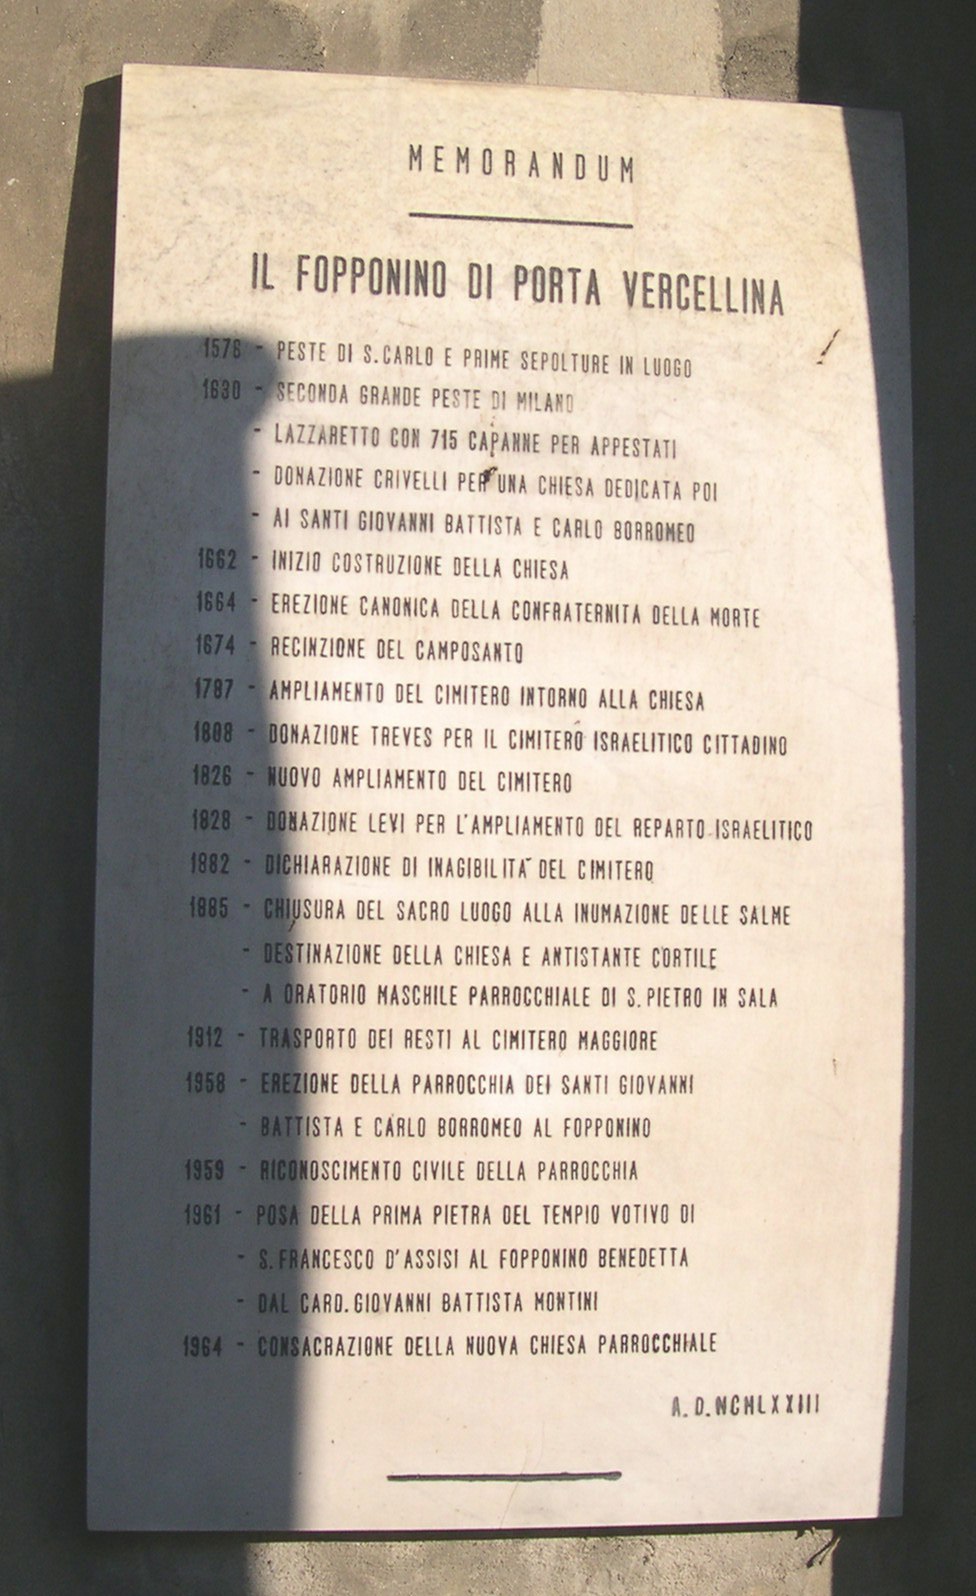 MEMORANDUM
IL FOPPONINO DI PORTA VERCELLINA
1576 - PESTE DI S.CARLO E PRIME SEPOLTURE IN LUOGO
1630 - SECONDA GRANDE PESTE DI MILANO
- LAZZARETTO CON 715 CAPANNE PER APPESTATI
- DONAZIONE CRIVELLI PER UNA CHIESA DEDICATA POI
- AI SANTI GIOVANNI BATTISTA E CARLO BORROMEO
1662 - INIZIO COSTRUZIONE DELLA CHIESA
1664 - EREZIONE CANONICA DELLA CONFRATERNITA DELLA MORTE
1674 - RECINZIONE DEL CAMPOSANTO
1787 - AMPLIAMENTO DEL CIMITERO INTORNO ALLA CHIESA
1808 - DONAZIONE TREVES PER IL CIMITERO ISRAELITICO CITTADINO
1826 - NUOVO AMPLIAMENTO DEL CIMITERO
1828 - DONAZIONE LEVI PER L'AMPLIAMENTO DEL REPARTO ISRAELITICO
1882 - DICHIARAZIONE DI INAGIBILITA' DEL CIMITERO
1885 - CHIUSURA DEL SACRO LUOGO ALLA INUMAZIONE DELLE SALME
- DESTINAZIONE DELLA CHIESA E ANTISTANTE CORTILE
- A ORATORIO MASCHILE PARROCCHIALE DI S.PIETRO IN SALA
1912 - TRASPORTO DEI RESTI AL CIMITERO MAGGIORE
1958 - EREZIONE DELLA PARROCCHIA DEI SANTI GIOVANNI
- BATTISTA E CARLO BORROMEO AL FOPPONINO
1959 - RICONOSCIMENTO CIVILE DELLA PARROCCHIA
1961 - POSA DELLA PRIMA PIETRA DEL TEMPIO VOTIVO DI
- S.FRANCESCO D'ASSISI AL FOPPONINO BENEDETTA
- DAL CARD.GIOVANNI BATTISTA MONTINI
1964 - CONSACRAZIONE DELLA NUOVA CHIESA PARROCCHIALE
A.D.MCMLXXIII